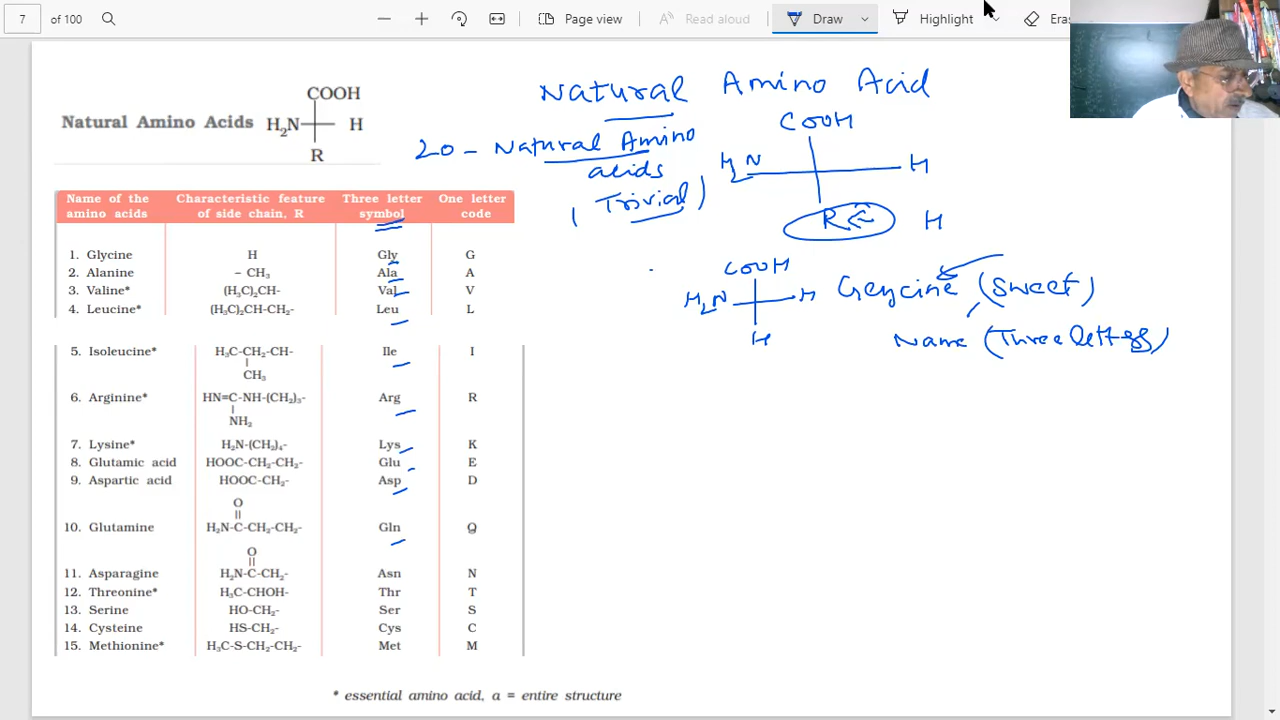 7 of 100 Page view Read aloud Draw Highlight
COOH
Natural Amino Acids H₂N H
R
Name of the amino acids Characteristic feature of side chain, R Three letter symbol One letter code
1. Glycine H Gly G
2. Alanine – CH₃ Ala A
3. Valine* (H₃C)₂CH- Val V
4. Leucine* (H₃C)₂CH-CH₂- Leu L
5. Isoleucine* H₃C-CH₂-CH- Ile I
CH₃
6. Arginine* HN=C-NH-(CH₂)₃- Arg R
NH₂
7. Lysine* H₂N-(CH₂)₄- Lys K
8. Glutamic acid HOOC-CH₂-CH₂- Glu E
9. Aspartic acid HOOC-CH₂- Asp D
O
10. Glutamine H₂N-C-CH₂-CH₂- Gln Q
O
11. Asparagine H₂N-C-CH₂- Asn N
12. Threonine* H₃C-CHOH- Thr T
13. Serine HO-CH₂- Ser S
14. Cysteine HS-CH₂- Cys C
15. Methionine* H₃C-S-CH₂-CH₂- Met M
* essential amino acid, a = entire structure
Natural Amino Acid
20 - Natural Amino
acids
( Trivial )
COOH
H₂N H
R H
COOH
H₂N H Glycine (Sweet)
H
Name (Three letters)